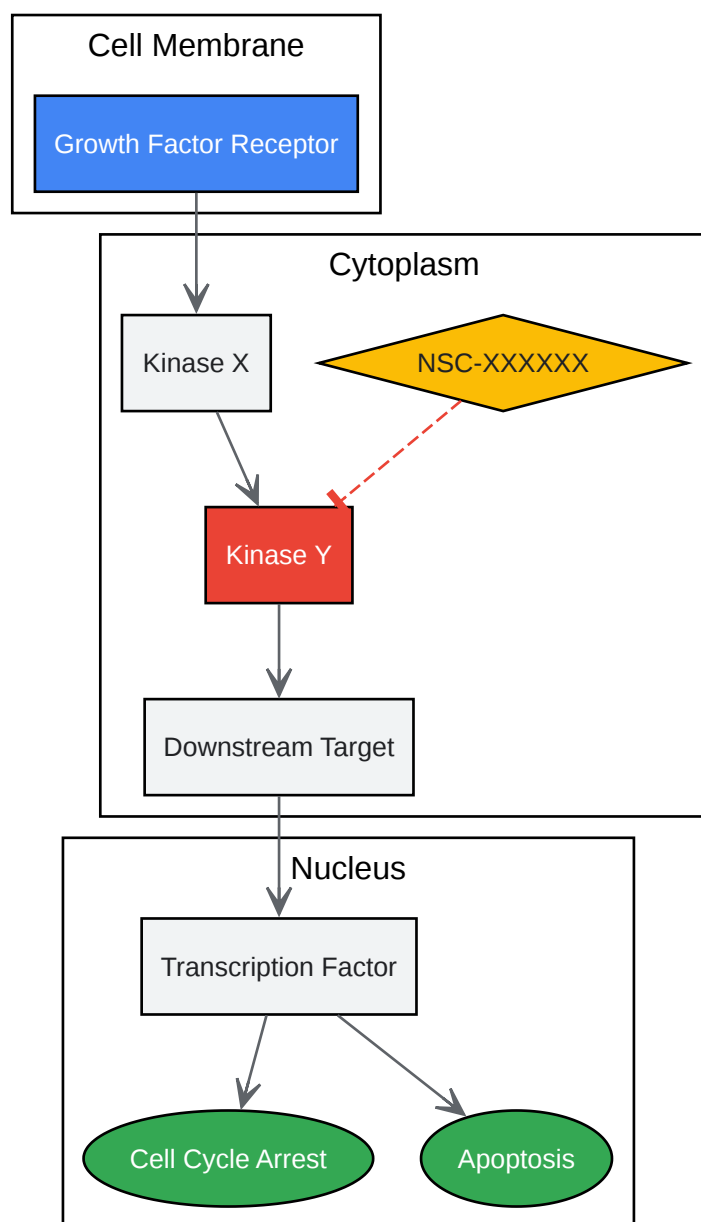 Cell Membrane
Growth Factor Receptor
Cytoplasm
Kinase X
NSC-XXXXXX
Kinase Y
Downstream Target
Nucleus
Transcription Factor
Cell Cycle Arrest
Apoptosis